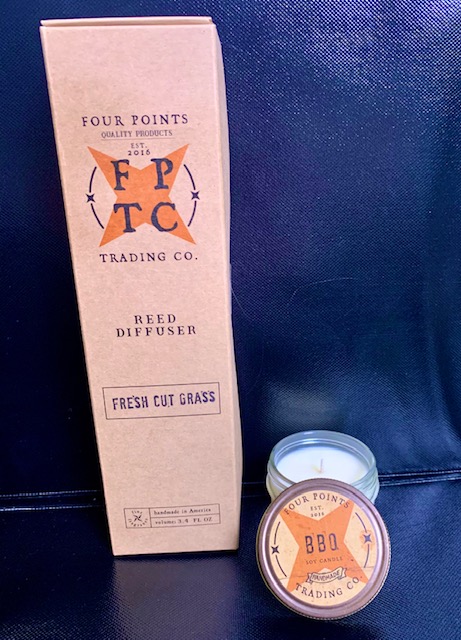 FOUR POINTS
QUALITY PRODUCTS
EST.
2016
F P
T C
TRADING CO.
REED
DIFFUSER
FRESH CUT GRASS
handmade in America
volume: 3.4 FL OZ
FOUR POINTS
EST.
2016
BBQ
SOY CANDLE
HANDMADE
TRADING CO.